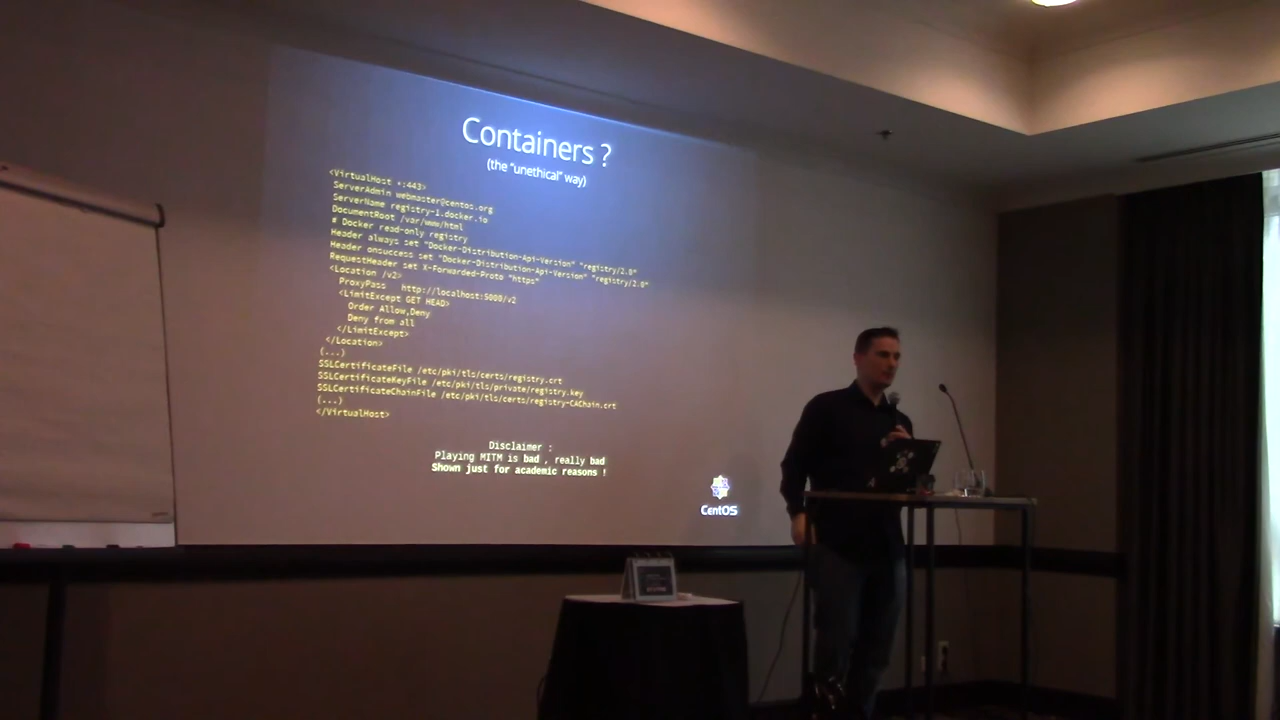 Containers ?
(the "unethical" way)
<VirtualHost *:443>
ServerAdmin webmaster@centos.org
ServerName registry-1.docker.io
DocumentRoot /var/www/html
# Docker read-only registry
Header always set "Docker-Distribution-Api-Version" "registry/2.0"
Header onsuccess set "Docker-Distribution-Api-Version" "registry/2.0"
RequestHeader set X-Forwarded-Proto "https"
<Location /v2>
ProxyPass http://localhost:5000/v2
<LimitExcept GET HEAD>
Order Allow,Deny
Deny from all
</LimitExcept>
</Location>
(...)
SSLCertificateFile /etc/pki/tls/certs/registry.crt
SSLCertificateKeyFile /etc/pki/tls/private/registry.key
SSLCertificateChainFile /etc/pki/tls/certs/registry-CAChain.crt
(...)
</VirtualHost>
Disclaimer :
Playing MITM is bad , really bad
Shown just for academic reasons !
CentOS